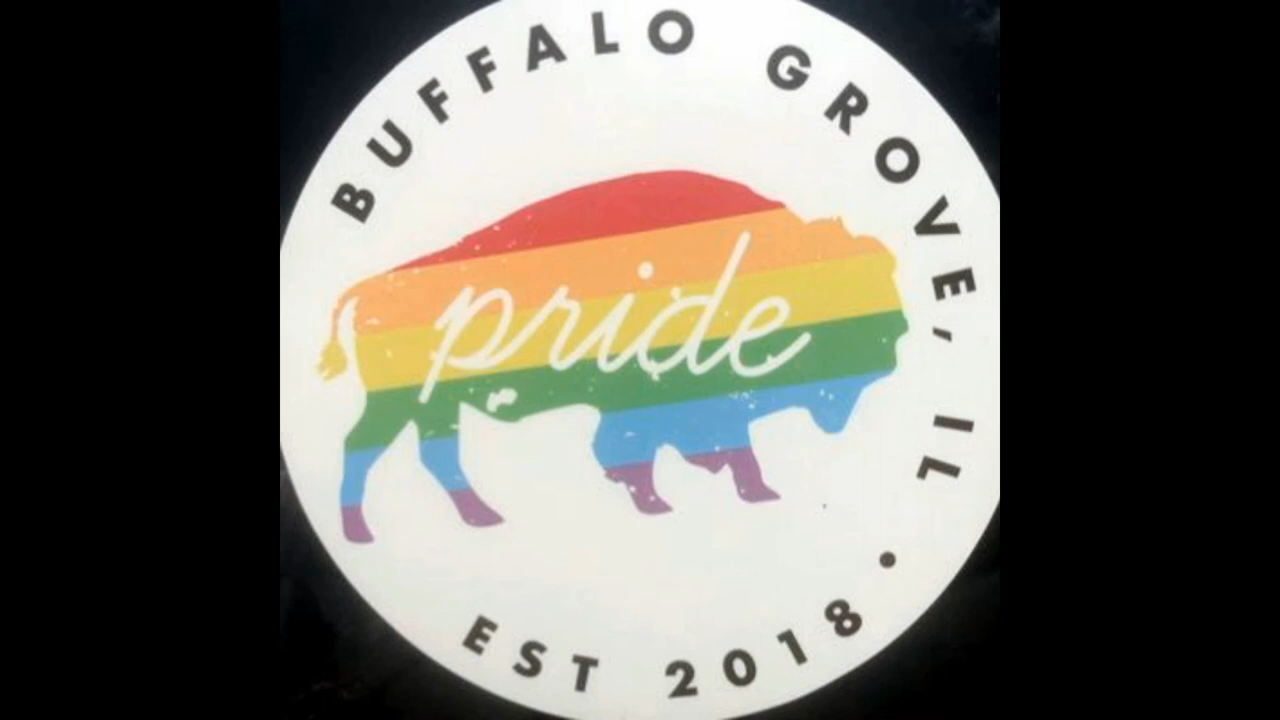 BUFFALO GROVE, IL •
pride
EST 2018